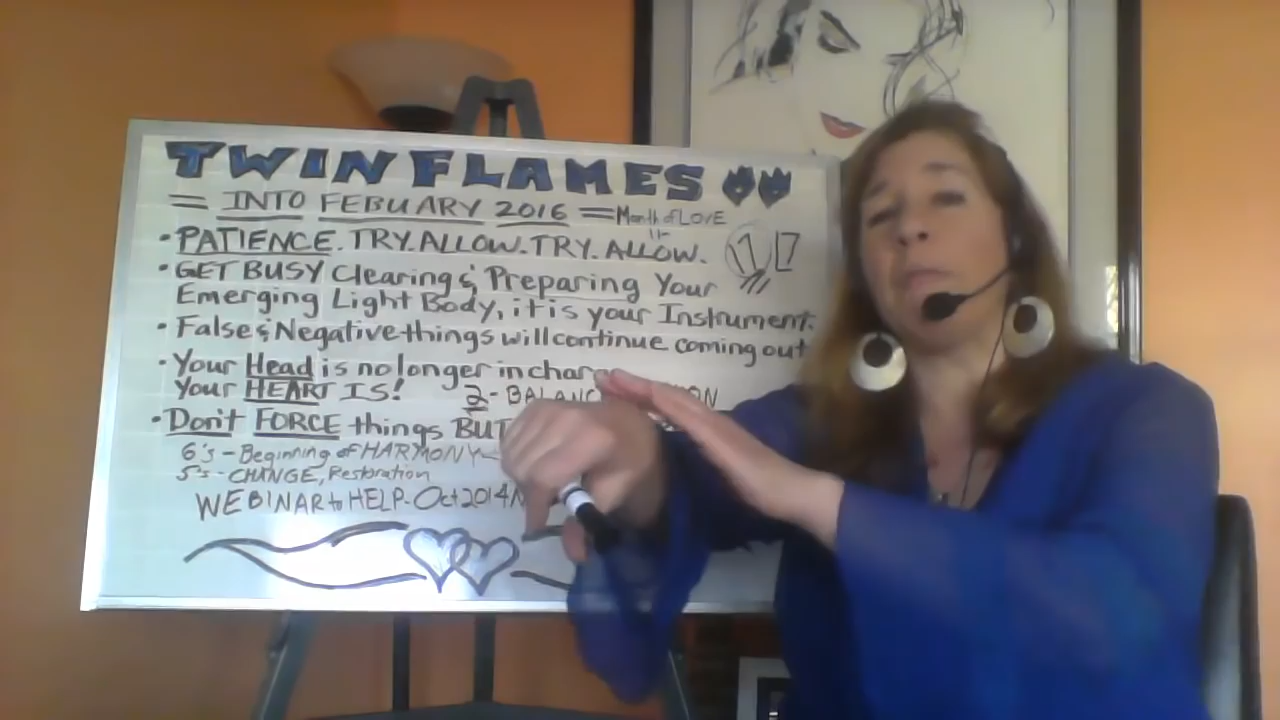 TWIN FLAMES
= INTO FEBUARY 2016 = Month of LOVE
• PATIENCE. TRY. ALLOW. TRY. ALLOW. 11
17
• GET BUSY Clearing & Preparing Your
Emerging Light Body, it is your Instrument.
• False & Negative things will continue coming out
• Your Head is no longer in
Your HEART IS! 2-
• Don't FORCE things BUT
6's - Beginning of HARMONY
5's - CHANGE, Restoration
WEBINAR to HELP - Oct 2014